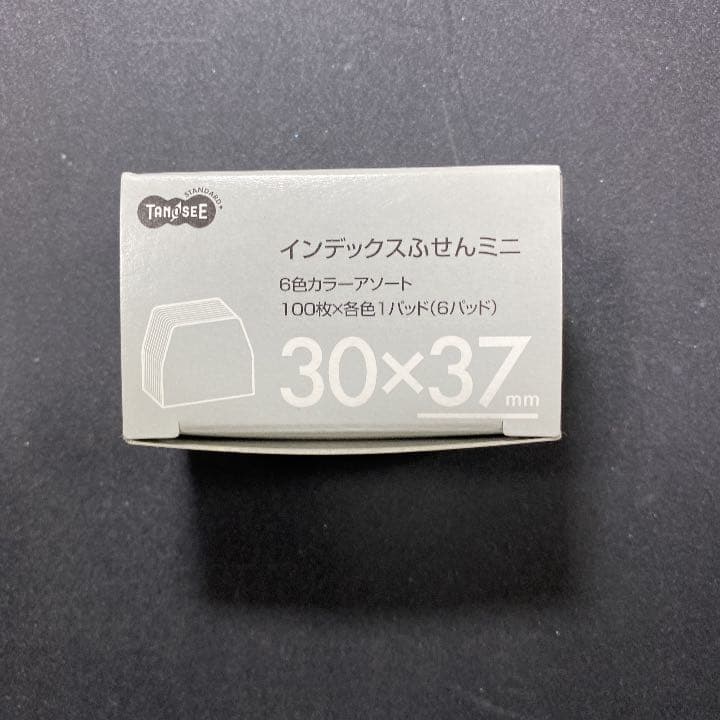 STANDARD
TANOSEE
インデックスふせんミニ
6色カラーアソート
100枚×各色1パッド(6パッド)
30×37mm